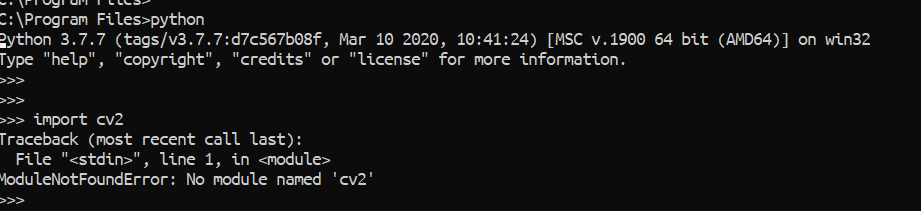 C:\Program Files>
C:\Program Files>python
Python 3.7.7 (tags/v3.7.7:d7c567b08f, Mar 10 2020, 10:41:24) [MSC v.1900 64 bit (AMD64)] on win32
Type "help", "copyright", "credits" or "license" for more information.
>>>
>>>
>>> import cv2
Traceback (most recent call last):
  File "<stdin>", line 1, in <module>
ModuleNotFoundError: No module named 'cv2'
>>>